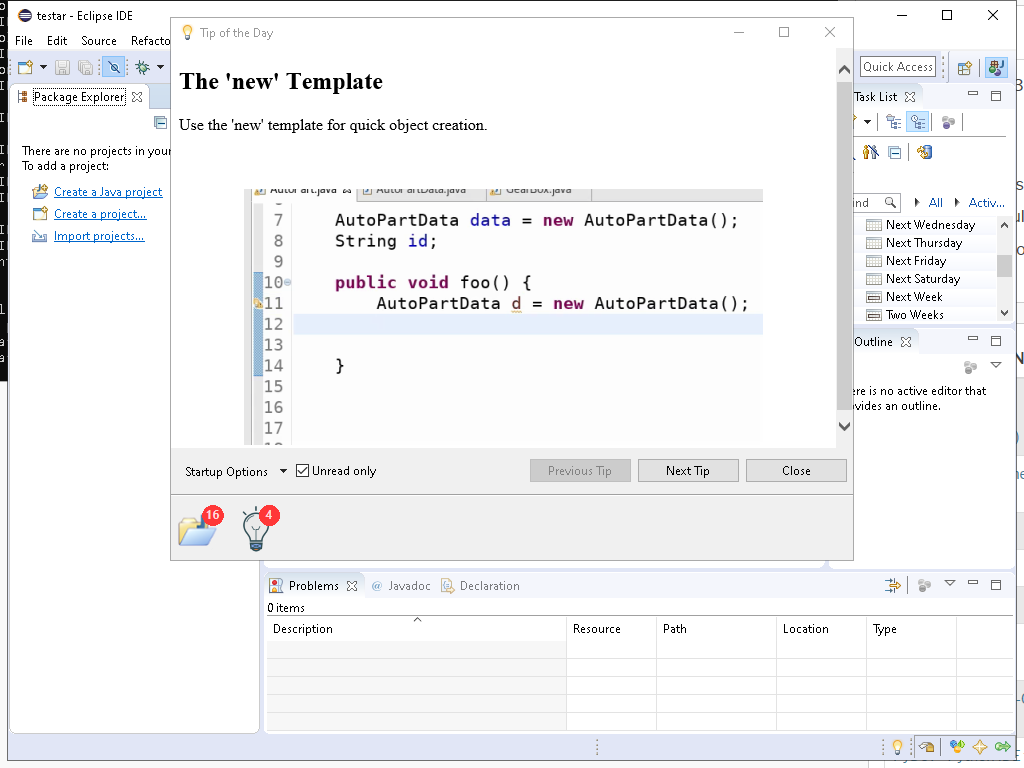 testar - Eclipse IDE
File Edit Source Refacto
Tip of the Day
Quick Access
Package Explorer
There are no projects in your
To add a project:
Create a Java project
Create a project...
Import projects...
The 'new' Template
Use the 'new' template for quick object creation.
AutoPart.java AutoPartData.java GearBox.java
7 AutoPartData data = new AutoPartData();
8 String id;
9
10 public void foo() {
11 AutoPartData d = new AutoPartData();
12
13
14 }
15
16
17
18
Startup Options Unread only Previous Tip Next Tip Close
16 4
Task List
ind All Activ...
Next Wednesday
Next Thursday
Next Friday
Next Saturday
Next Week
Two Weeks
Outline
ere is no active editor that
vides an outline.
Problems @ Javadoc Declaration
0 items
Description Resource Path Location Type